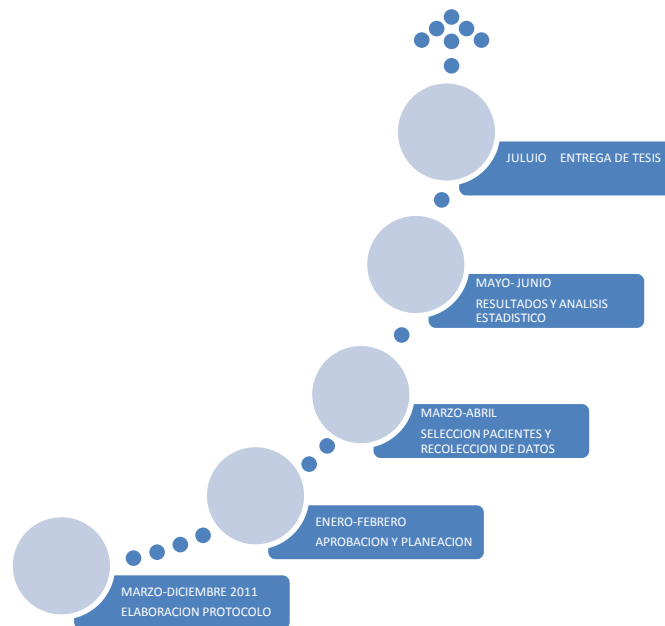 JULUIO ENTREGA DE TESIS
MAYO- JUNIO
RESULTADOS Y ANALISIS
ESTADISTICO
MARZO-ABRIL
SELECCION PACIENTES Y
RECOLECCION DE DATOS
ENERO-FEBRERO
APROBACION Y PLANEACION
MARZO-DICIEMBRE 2011
ELABORACION PROTOCOLO